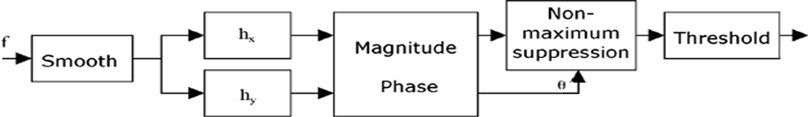 f
Smooth
hx
hy
Magnitude
Phase
Non-
maximum
suppression
θ
Threshold